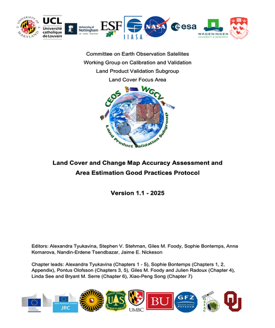 UCL
Université
catholique
de Louvain
University of
Nottingham
ESF
IIASA
NASA
esa
WAGENINGEN
Committee on Earth Observation Satellites
Working Group on Calibration and Validation
Land Product Validation Subgroup
Land Cover Focus Area
CEOS WGCV
Land Product Validation Subgroup
Land Cover and Change Map Accuracy Assessment and
Area Estimation Good Practices Protocol
Version 1.1 - 2025
Editors: Alexandra Tyukavina, Stephen V. Stehman, Giles M. Foody, Sophie Bontemps, Anna
Komarova, Nandin-Erdene Tsendbazar, Jaime E. Nickeson
Chapter leads: Alexandra Tyukavina (Chapters 1 - 5), Sophie Bontemps (Chapters 1, 2,
Appendix), Pontus Olofsson (Chapters 3, 5), Giles M. Foody and Julien Radoux (Chapter 4),
Linda See and Bryant M. Serre (Chapter 6), Xiao-Peng Song (Chapter 7)
JRC
UAS
UMBC
BU
GFZ